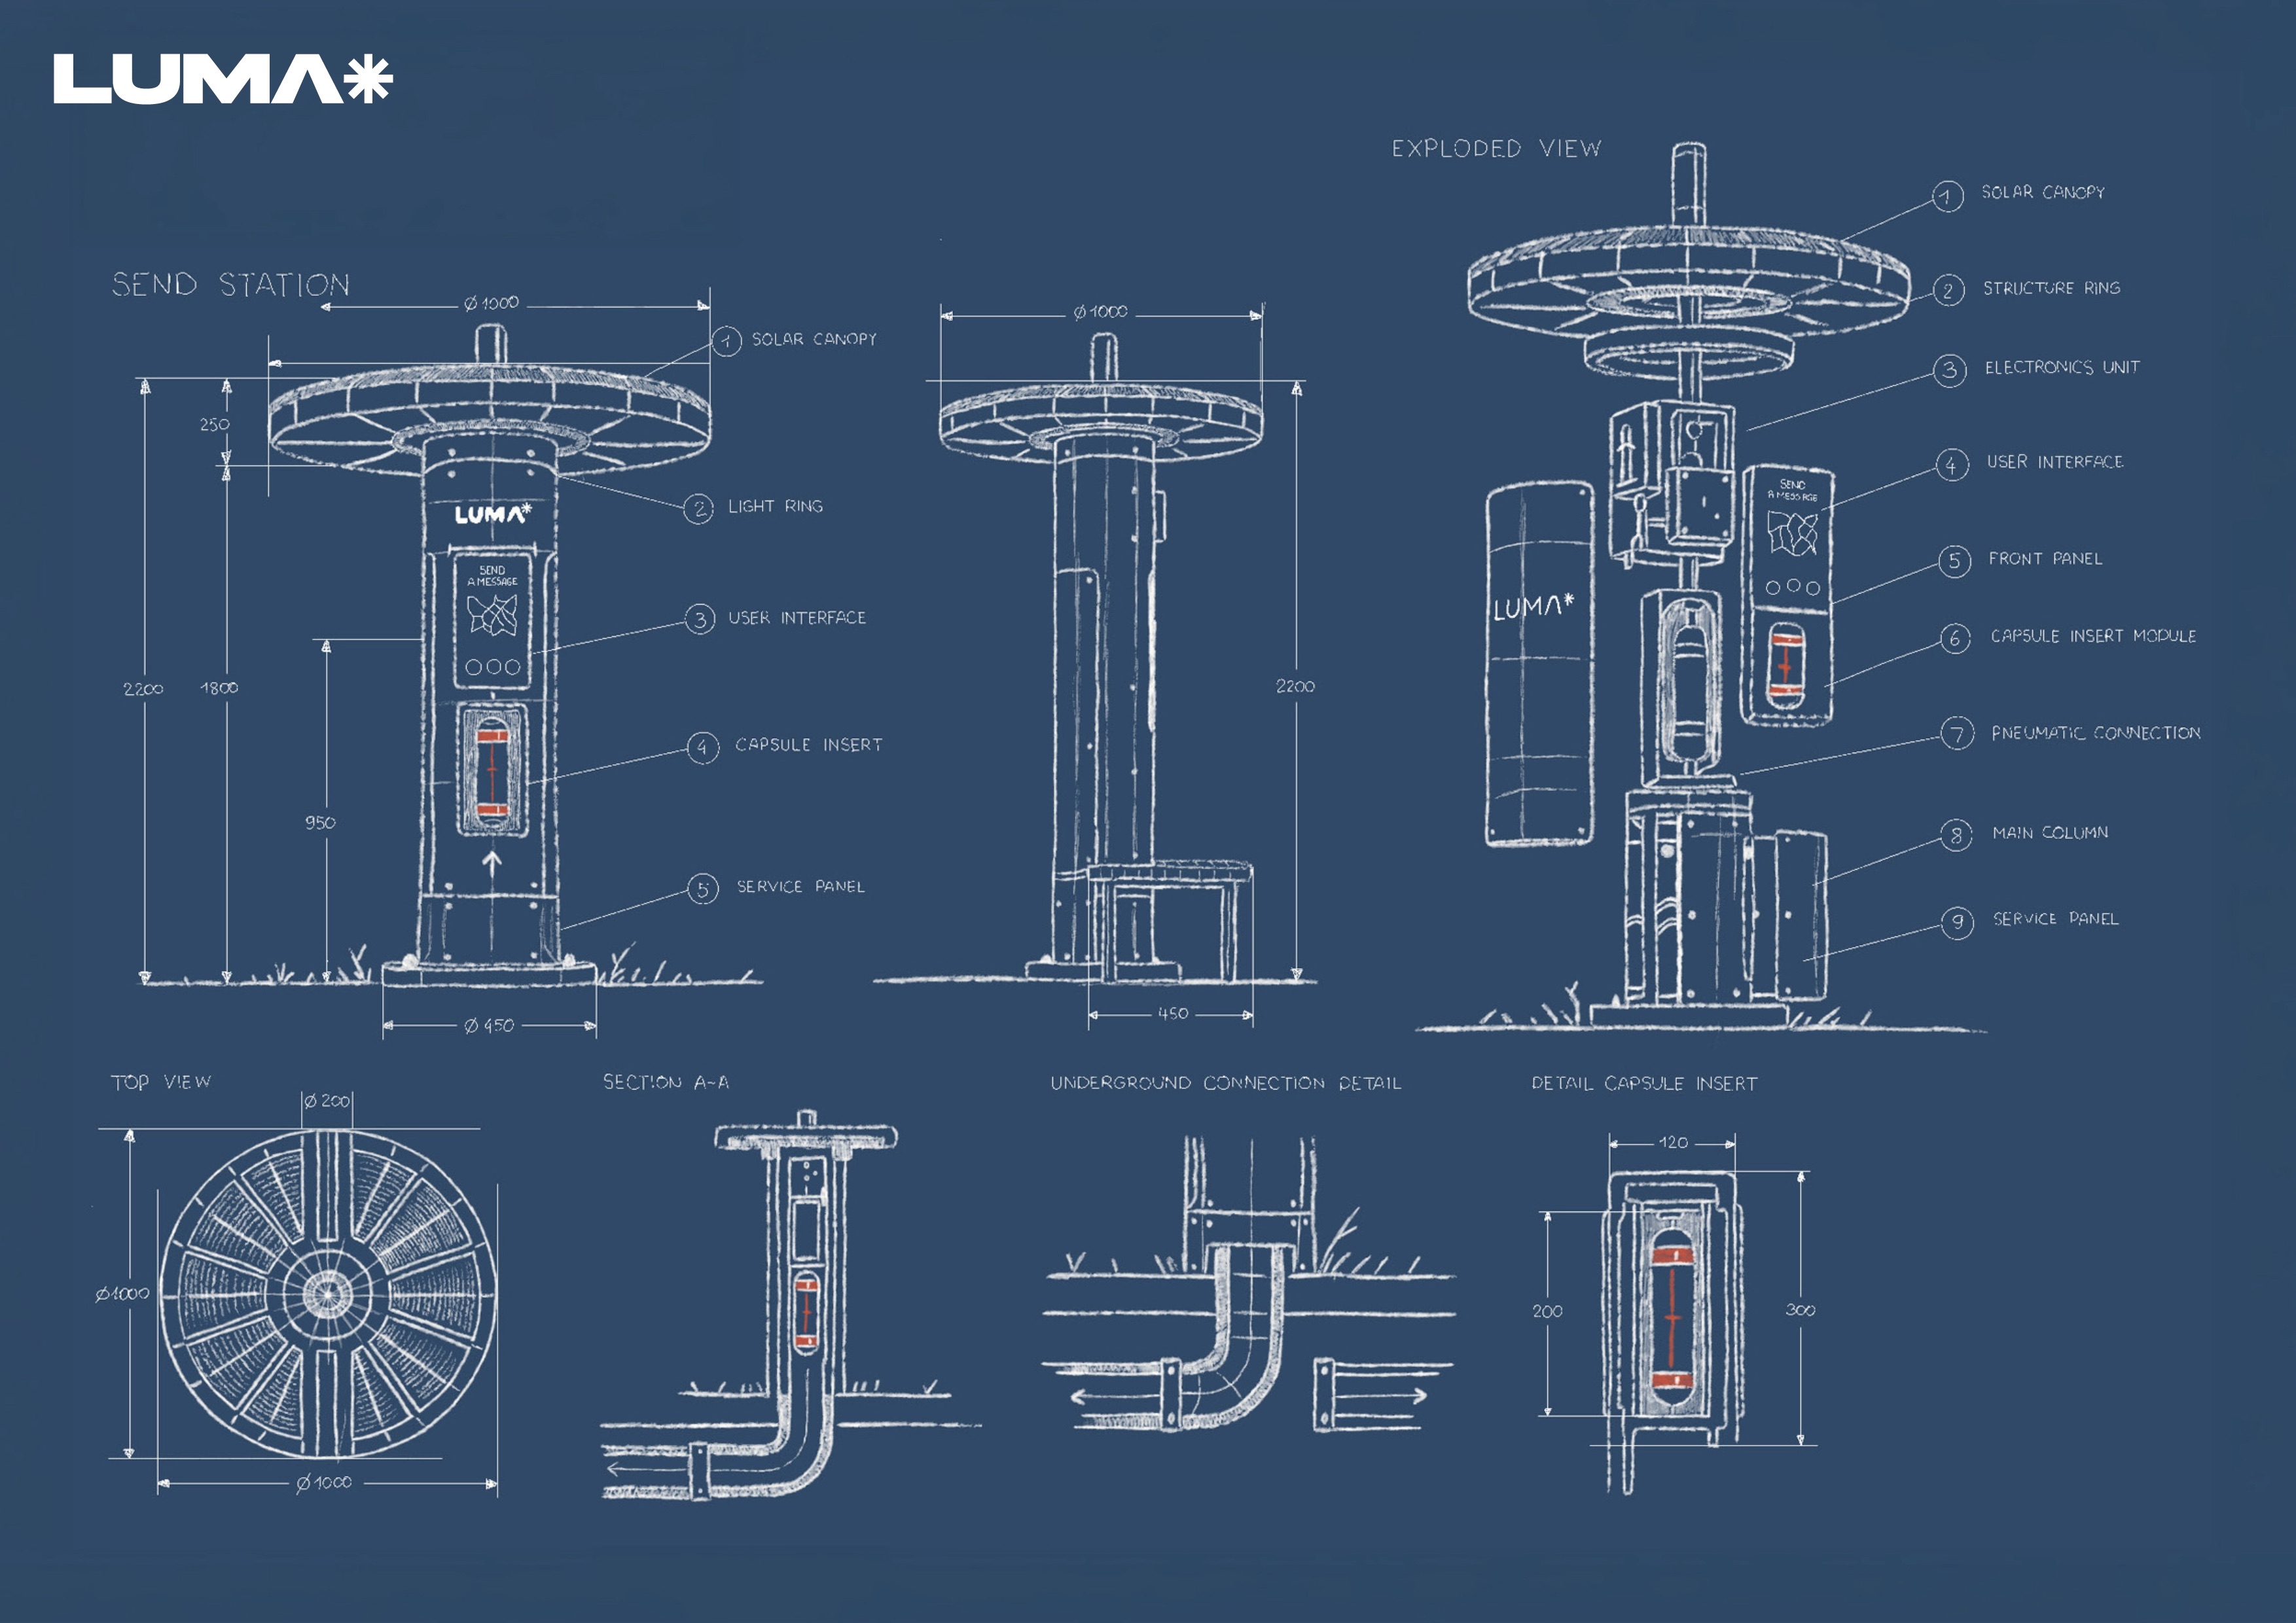 LUMA*
EXPLODED VIEW
SEND STATION
Ø 1000
1 SOLAR CANOPY
250
2 LIGHT RING
LUMA*
SEND
A MESSAGE
3 USER INTERFACE
2200
1800
4 CAPSULE INSERT
950
5 SERVICE PANEL
Ø 450
Ø 1000
2200
450
1 SOLAR CANOPY
2 STRUCTURE RING
3 ELECTRONICS UNIT
4 USER INTERFACE
SEND
A MESSAGE
5 FRONT PANEL
LUMA*
6 CAPSULE INSERT MODULE
7 PNEUMATIC CONNECTION
8 MAIN COLUMN
9 SERVICE PANEL
TOP VIEW
Ø 200
Ø1000
Ø 1000
SECTION A-A
UNDERGROUND CONNECTION DETAIL
DETAIL CAPSULE INSERT
120
200
300